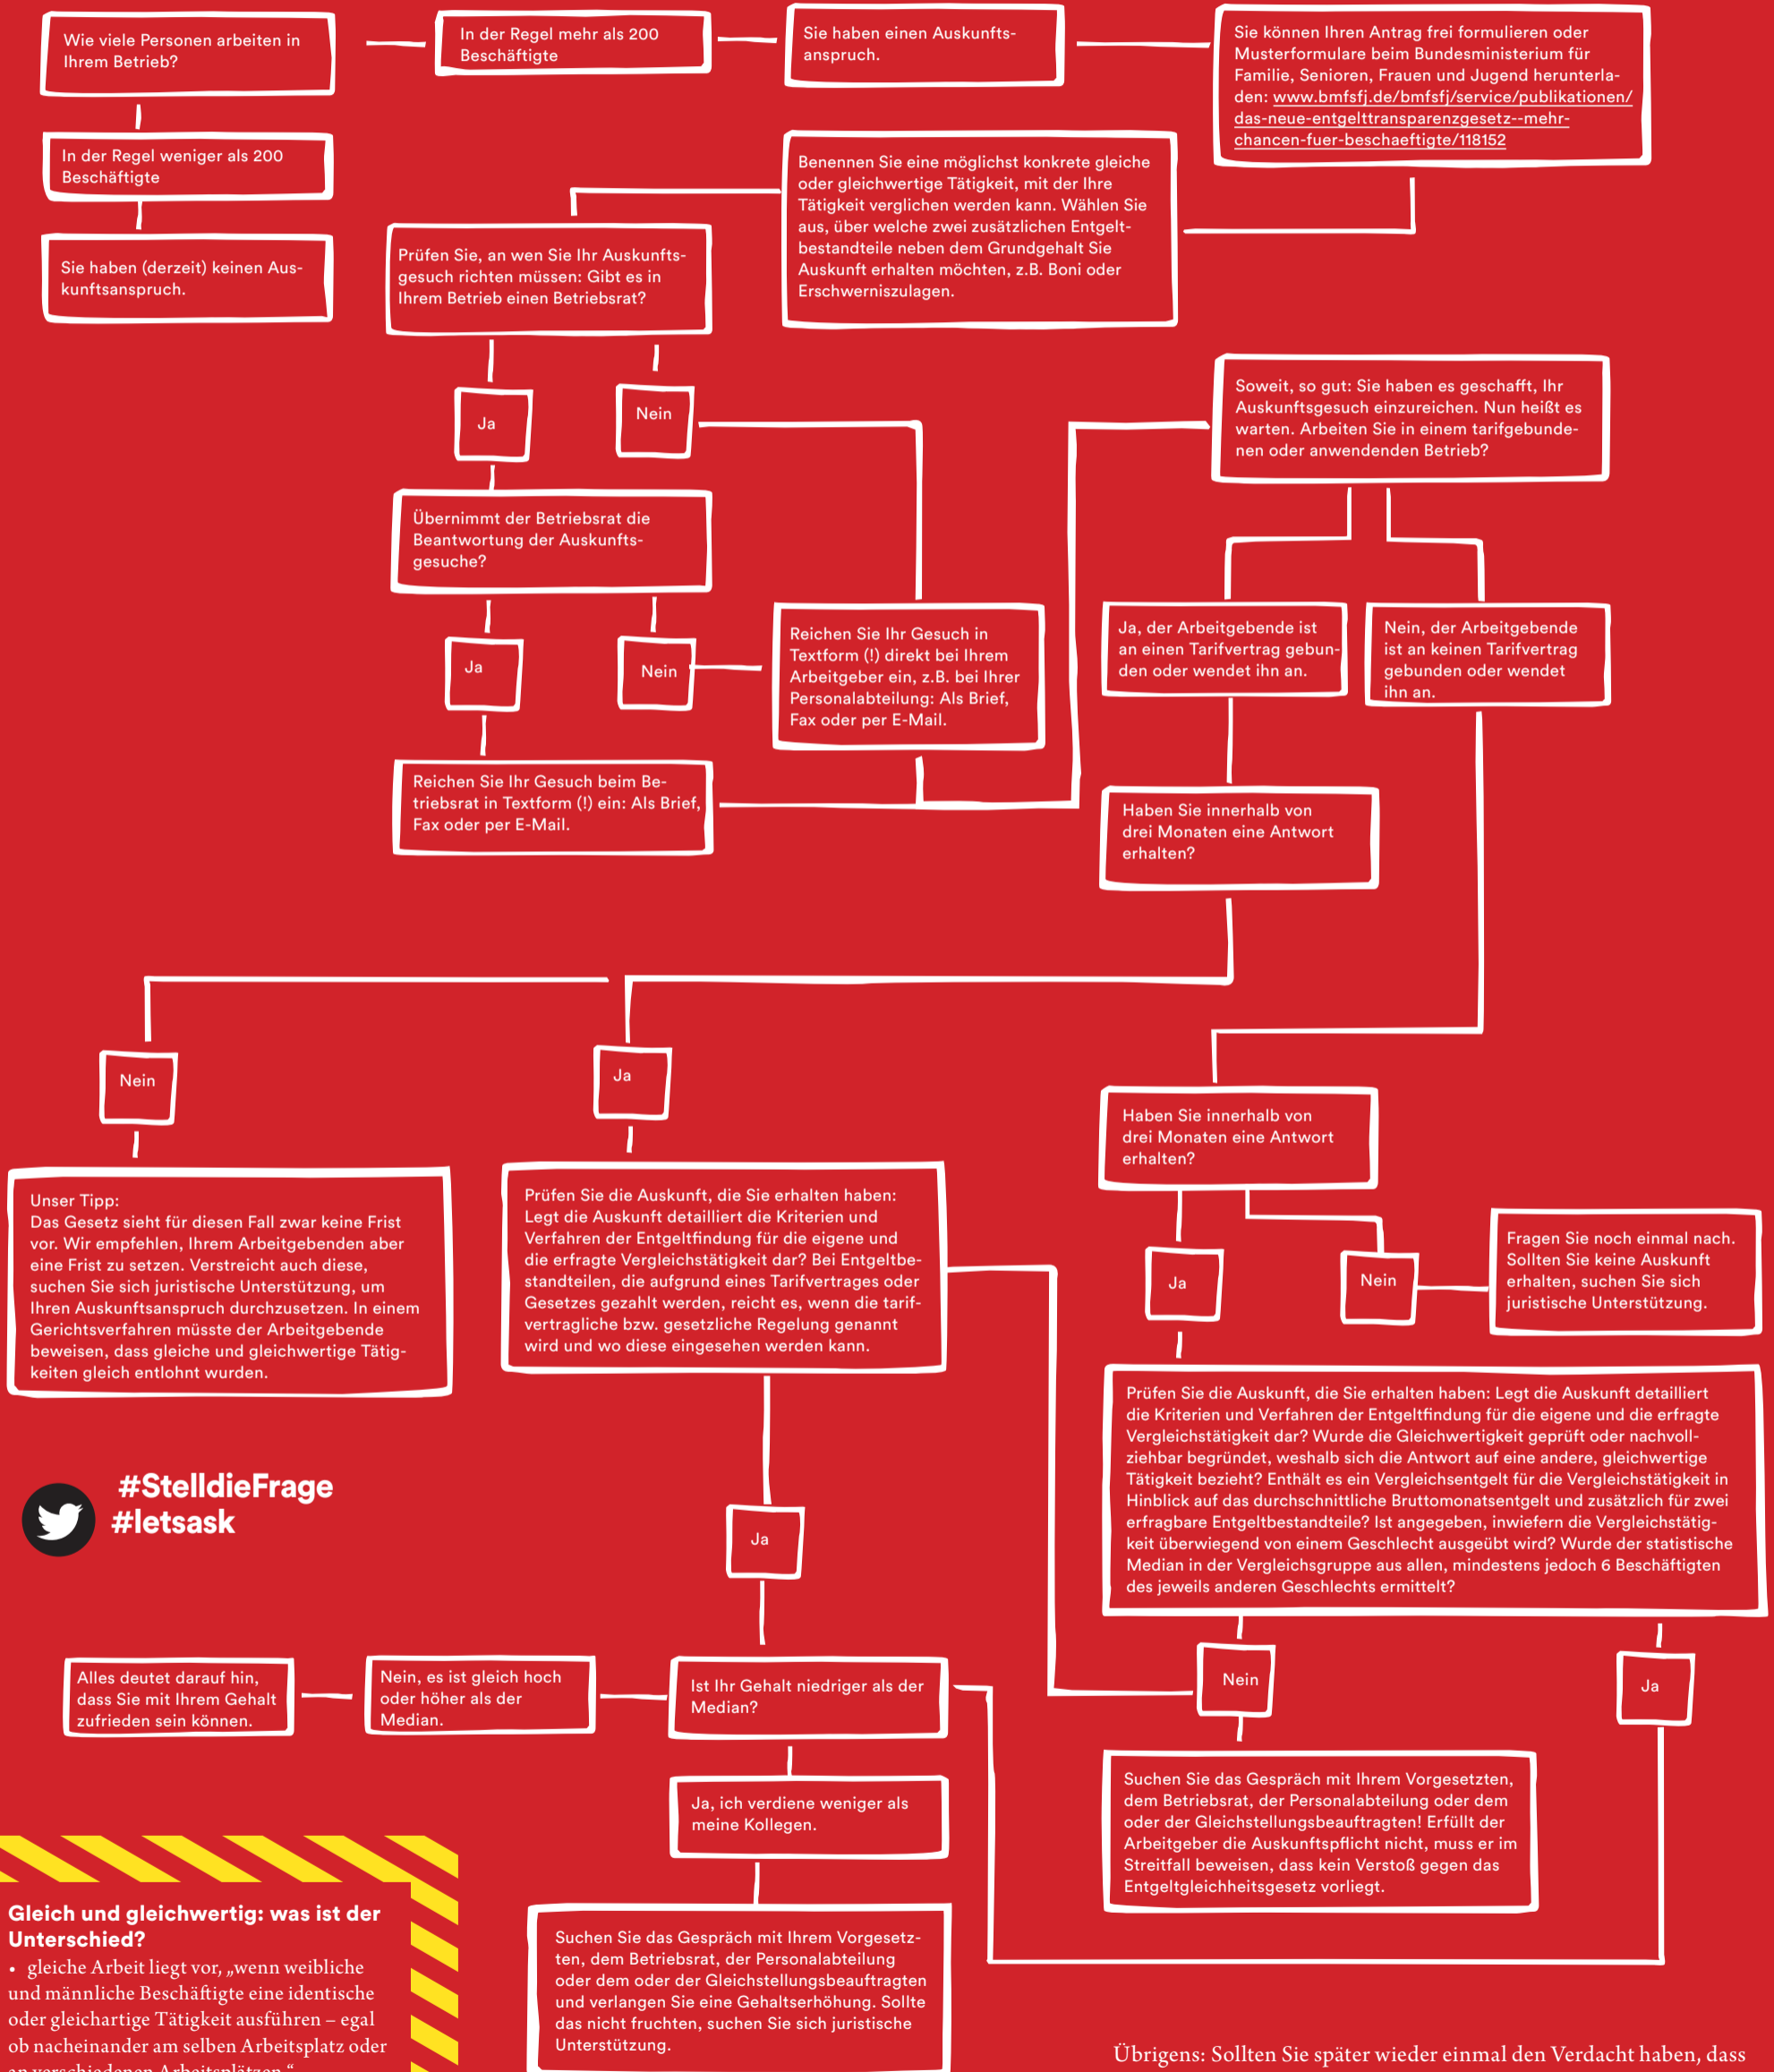 Wie viele Personen arbeiten in
Ihrem Betrieb?
In der Regel mehr als 200
Beschäftigte
Sie haben einen Auskunfts-
anspruch.
Sie können Ihren Antrag frei formulieren oder
Musterformulare beim Bundesministerium für
Familie, Senioren, Frauen und Jugend herunterla-
den: www.bmfsfj.de/bmfsfj/service/publikationen/
das-neue-entgelttransparenzgesetz--mehr-
chancen-fuer-beschaeftigte/118152
In der Regel weniger als 200
Beschäftigte
Sie haben (derzeit) keinen Aus-
kunftsanspruch.
Benennen Sie eine möglichst konkrete gleiche
oder gleichwertige Tätigkeit, mit der Ihre
Tätigkeit verglichen werden kann. Wählen Sie
aus, über welche zwei zusätzlichen Entgelt-
bestandteile neben dem Grundgehalt Sie
Auskunft erhalten möchten, z.B. Boni oder
Erschwerniszulagen.
Prüfen Sie, an wen Sie Ihr Auskunfts-
gesuch richten müssen: Gibt es in
Ihrem Betrieb einen Betriebsrat?
Ja
Nein
Übernimmt der Betriebsrat die
Beantwortung der Auskunfts-
gesuche?
Ja
Nein
Reichen Sie Ihr Gesuch in
Textform (!) direkt bei Ihrem
Arbeitgeber ein, z.B. bei Ihrer
Personalabteilung: Als Brief,
Fax oder per E-Mail.
Reichen Sie Ihr Gesuch beim Be-
triebsrat in Textform (!) ein: Als Brief,
Fax oder per E-Mail.
Soweit, so gut: Sie haben es geschafft, Ihr
Auskunftsgesuch einzureichen. Nun heißt es
warten. Arbeiten Sie in einem tarifgebunde-
nen oder anwendenden Betrieb?
Ja, der Arbeitgebende ist
an einen Tarifvertrag gebun-
den oder wendet ihn an.
Nein, der Arbeitgebende
ist an keinen Tarifvertrag
gebunden oder wendet
ihn an.
Haben Sie innerhalb von
drei Monaten eine Antwort
erhalten?
Nein
Ja
Unser Tipp:
Das Gesetz sieht für diesen Fall zwar keine Frist
vor. Wir empfehlen, Ihrem Arbeitgebenden aber
eine Frist zu setzen. Verstreicht auch diese,
suchen Sie sich juristische Unterstützung, um
Ihren Auskunftsanspruch durchzusetzen. In einem
Gerichtsverfahren müsste der Arbeitgebende
beweisen, dass gleiche und gleichwertige Tätig-
keiten gleich entlohnt wurden.
Prüfen Sie die Auskunft, die Sie erhalten haben:
Legt die Auskunft detailliert die Kriterien und
Verfahren der Entgeltfindung für die eigene und
die erfragte Vergleichstätigkeit dar? Bei Entgeltbe-
standteilen, die aufgrund eines Tarifvertrages oder
Gesetzes gezahlt werden, reicht es, wenn die tarif-
vertragliche bzw. gesetzliche Regelung genannt
wird und wo diese eingesehen werden kann.
Haben Sie innerhalb von
drei Monaten eine Antwort
erhalten?
Ja
Nein
Fragen Sie noch einmal nach.
Sollten Sie keine Auskunft
erhalten, suchen Sie sich
juristische Unterstützung.
Prüfen Sie die Auskunft, die Sie erhalten haben: Legt die Auskunft detailliert
die Kriterien und Verfahren der Entgeltfindung für die eigene und die erfragte
Vergleichstätigkeit dar? Wurde die Gleichwertigkeit geprüft oder nachvoll-
ziehbar begründet, weshalb sich die Antwort auf eine andere, gleichwertige
Tätigkeit bezieht? Enthält es ein Vergleichsentgelt für die Vergleichstätigkeit in
Hinblick auf das durchschnittliche Bruttomonatsentgelt und zusätzlich für zwei
erfragbare Entgeltbestandteile? Ist angegeben, inwiefern die Vergleichstätig-
keit überwiegend von einem Geschlecht ausgeübt wird? Wurde der statistische
Median in der Vergleichsgruppe aus allen, mindestens jedoch 6 Beschäftigten
des jeweils anderen Geschlechts ermittelt?
#StelldieFrage
#letsask
Ja
Alles deutet darauf hin,
dass Sie mit Ihrem Gehalt
zufrieden sein können.
Nein, es ist gleich hoch
oder höher als der
Median.
Ist Ihr Gehalt niedriger als der
Median?
Nein
Ja
Ja, ich verdiene weniger als
meine Kollegen.
Suchen Sie das Gespräch mit Ihrem Vorgesetzten,
dem Betriebsrat, der Personalabteilung oder dem
oder der Gleichstellungsbeauftragten! Erfüllt der
Arbeitgeber die Auskunftspflicht nicht, muss er im
Streitfall beweisen, dass kein Verstoß gegen das
Entgeltgleichheitsgesetz vorliegt.
Suchen Sie das Gespräch mit Ihrem Vorgesetz-
ten, dem Betriebsrat, der Personalabteilung
oder dem oder der Gleichstellungsbeauftragten
und verlangen Sie eine Gehaltserhöhung. Sollte
das nicht fruchten, suchen Sie sich juristische
Unterstützung.
Gleich und gleichwertig: was ist der
Unterschied?
• gleiche Arbeit liegt vor, „wenn weibliche
und männliche Beschäftigte eine identische
oder gleichartige Tätigkeit ausführen – egal
ob nacheinander am selben Arbeitsplatz oder
an verschiedenen Arbeitsplätzen.“
Übrigens: Sollten Sie später wieder einmal den Verdacht haben, dass